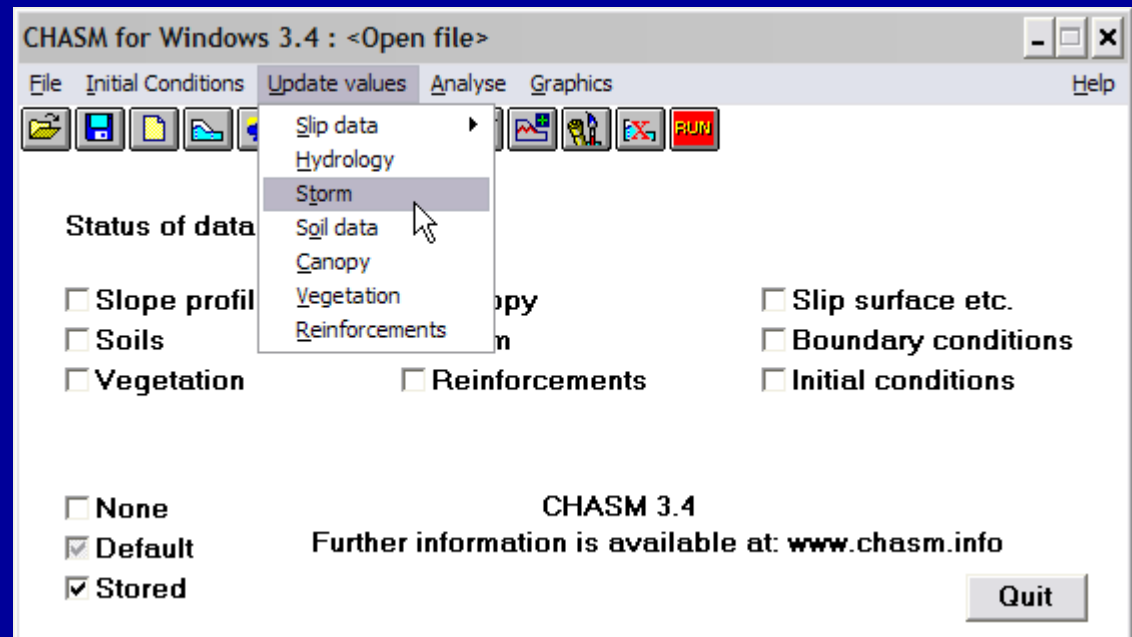 CHASM for Windows 3.4 : <Open file>
File Initial Conditions Update values Analyse Graphics Help
RUN
Slip data
Hydrology
Storm
Soil data
Canopy
Vegetation
Reinforcements
Status of data
Slope profil
py
Slip surface etc.
Soils
m
Boundary conditions
Vegetation
Reinforcements
Initial conditions
None
Default
Stored
CHASM 3.4
Further information is available at: www.chasm.info
Quit